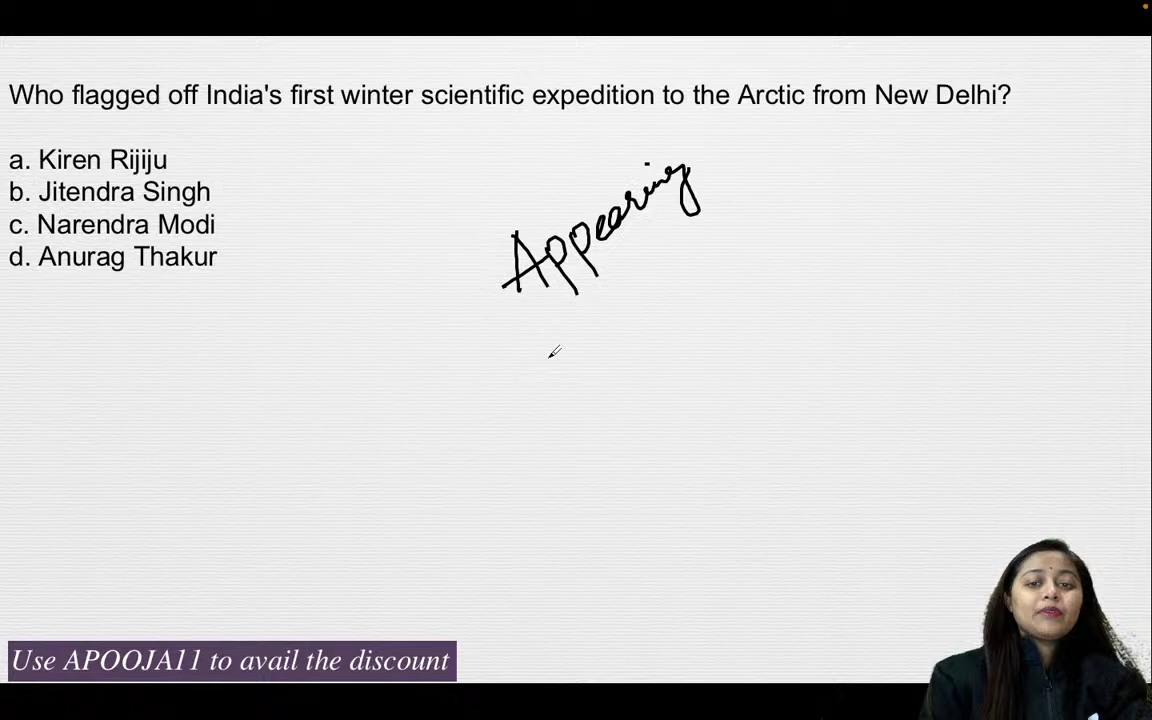 Who flagged off India's first winter scientific expedition to the Arctic from New Delhi?
a. Kiren Rijiju
b. Jitendra Singh
c. Narendra Modi
d. Anurag Thakur
Appearing
Use APOOJA11 to avail the discount